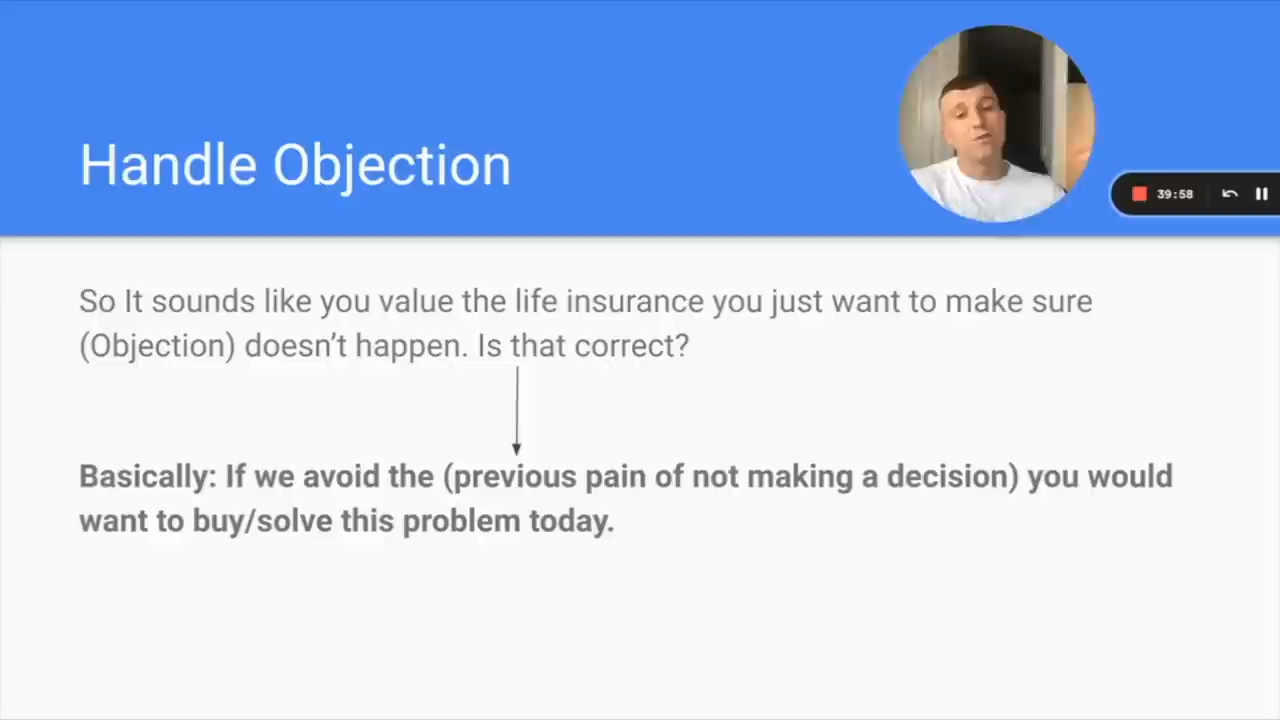 Handle Objection
39:58
So It sounds like you value the life insurance you just want to make sure
(Objection) doesn’t happen. Is that correct?
Basically: If we avoid the (previous pain of not making a decision) you would
want to buy/solve this problem today.